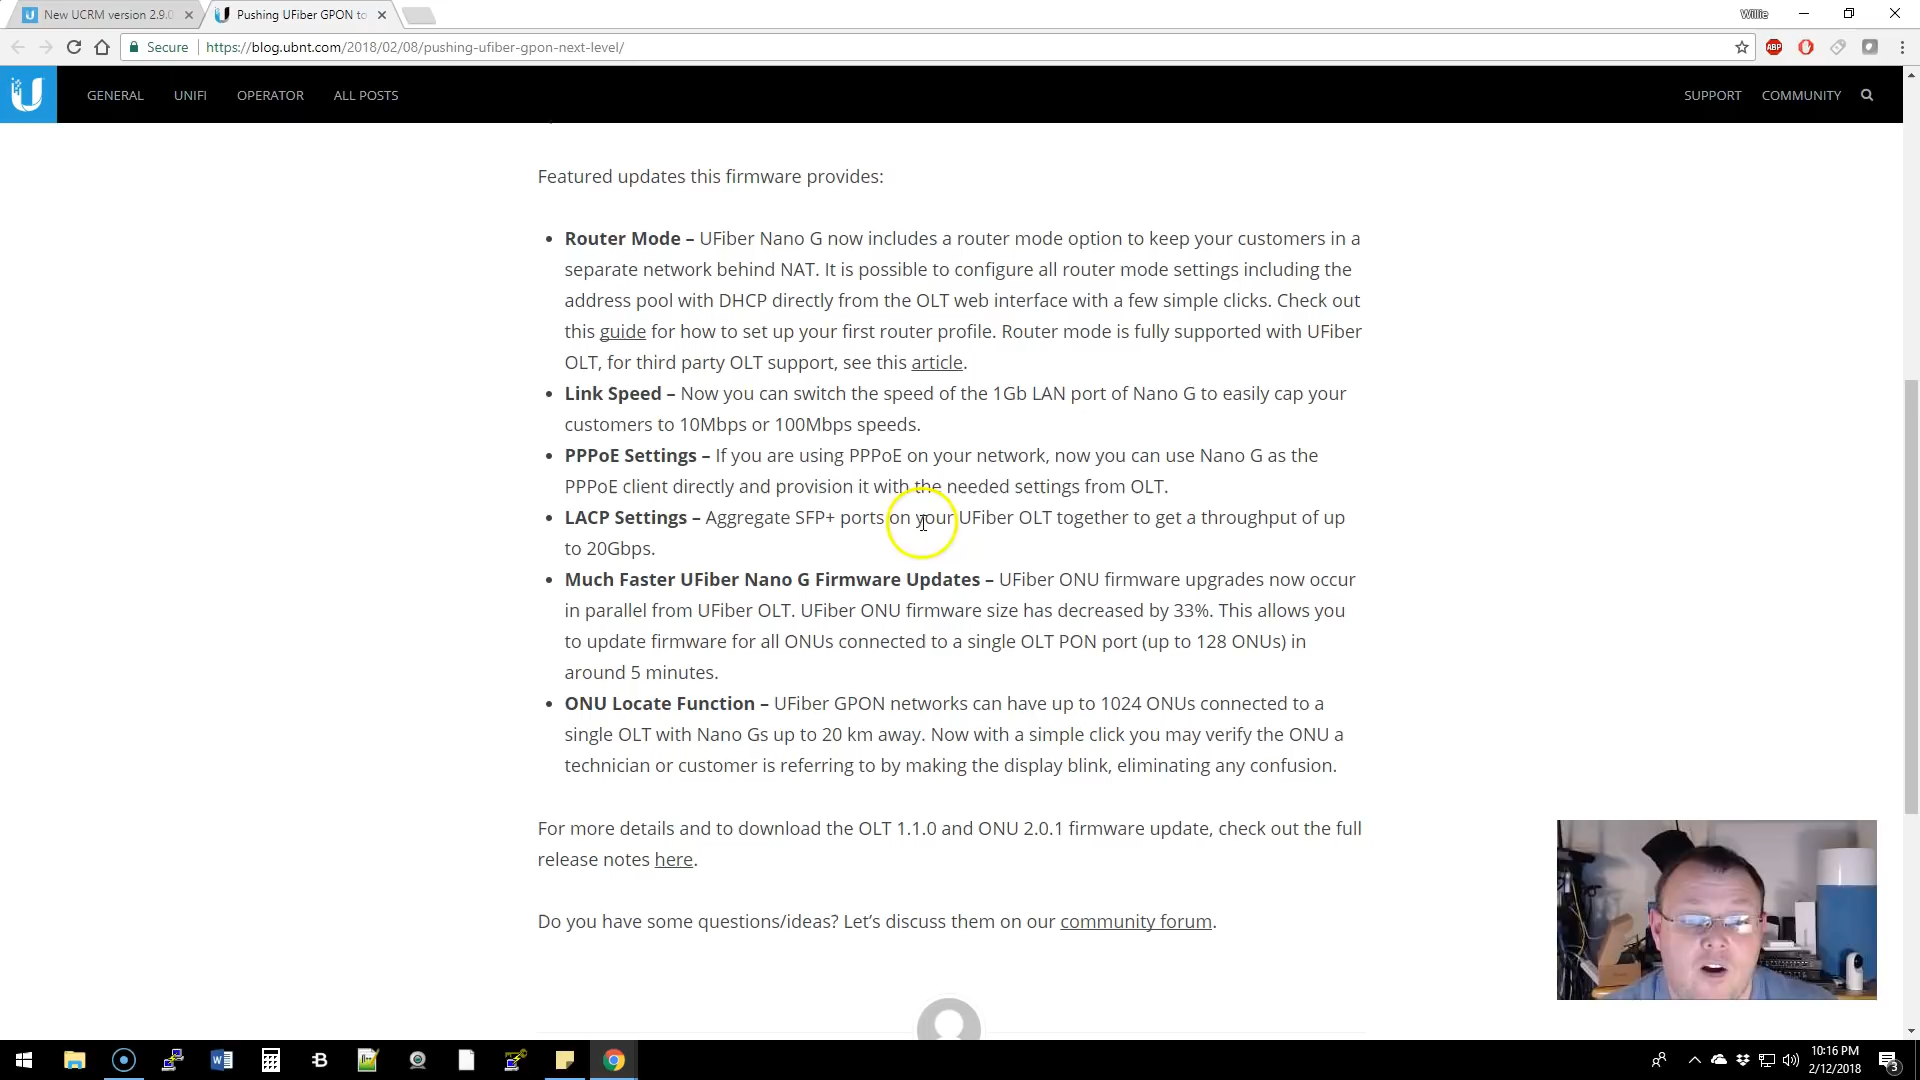 New UCRM version 2.9.0
Pushing UFiber GPON to
Willie
Secure
https://blog.ubnt.com/2018/02/08/pushing-ufiber-gpon-next-level/
ABP
GENERAL
UNIFI
OPERATOR
ALL POSTS
SUPPORT
COMMUNITY
Featured updates this firmware provides:
• Router Mode – UFiber Nano G now includes a router mode option to keep your customers in a
separate network behind NAT. It is possible to configure all router mode settings including the
address pool with DHCP directly from the OLT web interface with a few simple clicks. Check out
this guide for how to set up your first router profile. Router mode is fully supported with UFiber
OLT, for third party OLT support, see this article.
• Link Speed – Now you can switch the speed of the 1Gb LAN port of Nano G to easily cap your
customers to 10Mbps or 100Mbps speeds.
• PPPoE Settings – If you are using PPPoE on your network, now you can use Nano G as the
PPPoE client directly and provision it with the needed settings from OLT.
• LACP Settings – Aggregate SFP+ ports on your UFiber OLT together to get a throughput of up
to 20Gbps.
• Much Faster UFiber Nano G Firmware Updates – UFiber ONU firmware upgrades now occur
in parallel from UFiber OLT. UFiber ONU firmware size has decreased by 33%. This allows you
to update firmware for all ONUs connected to a single OLT PON port (up to 128 ONUs) in
around 5 minutes.
• ONU Locate Function – UFiber GPON networks can have up to 1024 ONUs connected to a
single OLT with Nano Gs up to 20 km away. Now with a simple click you may verify the ONU a
technician or customer is referring to by making the display blink, eliminating any confusion.
For more details and to download the OLT 1.1.0 and ONU 2.0.1 firmware update, check out the full
release notes here.
Do you have some questions/ideas? Let's discuss them on our community forum.
10:16 PM
2/12/2018
3